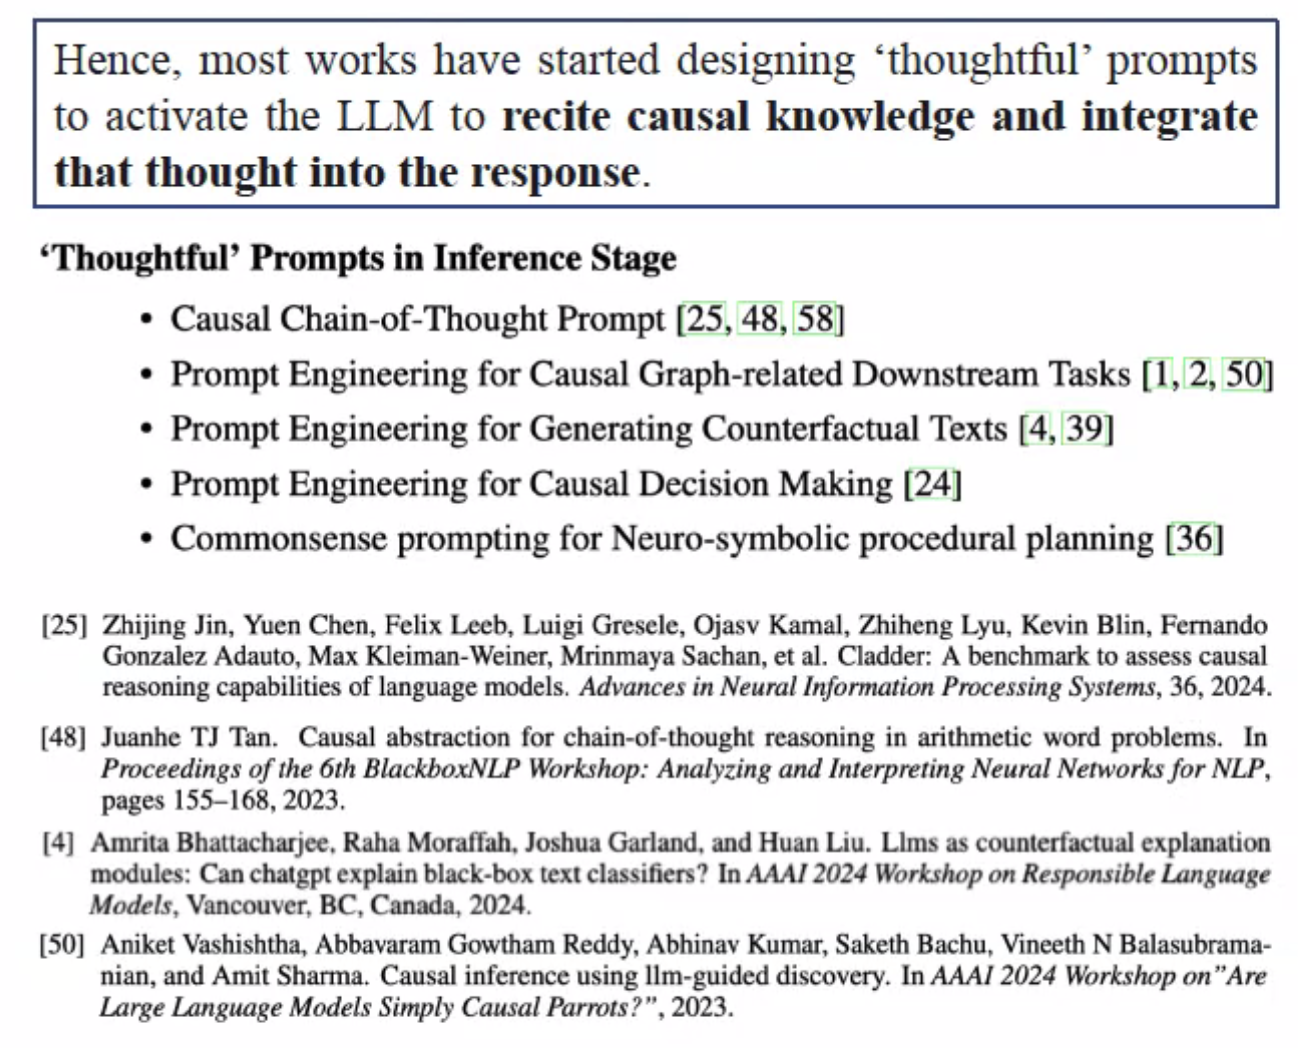 Hence, most works have started designing ‘thoughtful’ prompts
to activate the LLM to recite causal knowledge and integrate
that thought into the response.
‘Thoughtful’ Prompts in Inference Stage
• Causal Chain-of-Thought Prompt [25, 48, 58]
• Prompt Engineering for Causal Graph-related Downstream Tasks [1, 2, 50]
• Prompt Engineering for Generating Counterfactual Texts [4, 39]
• Prompt Engineering for Causal Decision Making [24]
• Commonsense prompting for Neuro-symbolic procedural planning [36]
[25] Zhijing Jin, Yuen Chen, Felix Leeb, Luigi Gresele, Ojasv Kamal, Zhiheng Lyu, Kevin Blin, Fernando
Gonzalez Adauto, Max Kleiman-Weiner, Mrinmaya Sachan, et al. Cladder: A benchmark to assess causal
reasoning capabilities of language models. Advances in Neural Information Processing Systems, 36, 2024.
[48] Juanhe TJ Tan. Causal abstraction for chain-of-thought reasoning in arithmetic word problems. In
Proceedings of the 6th BlackboxNLP Workshop: Analyzing and Interpreting Neural Networks for NLP,
pages 155–168, 2023.
[4] Amrita Bhattacharjee, Raha Moraffah, Joshua Garland, and Huan Liu. Llms as counterfactual explanation
modules: Can chatgpt explain black-box text classifiers? In AAAI 2024 Workshop on Responsible Language
Models, Vancouver, BC, Canada, 2024.
[50] Aniket Vashishtha, Abbavaram Gowtham Reddy, Abhinav Kumar, Saketh Bachu, Vineeth N Balasubrama-
nian, and Amit Sharma. Causal inference using llm-guided discovery. In AAAI 2024 Workshop on”Are
Large Language Models Simply Causal Parrots?”, 2023.